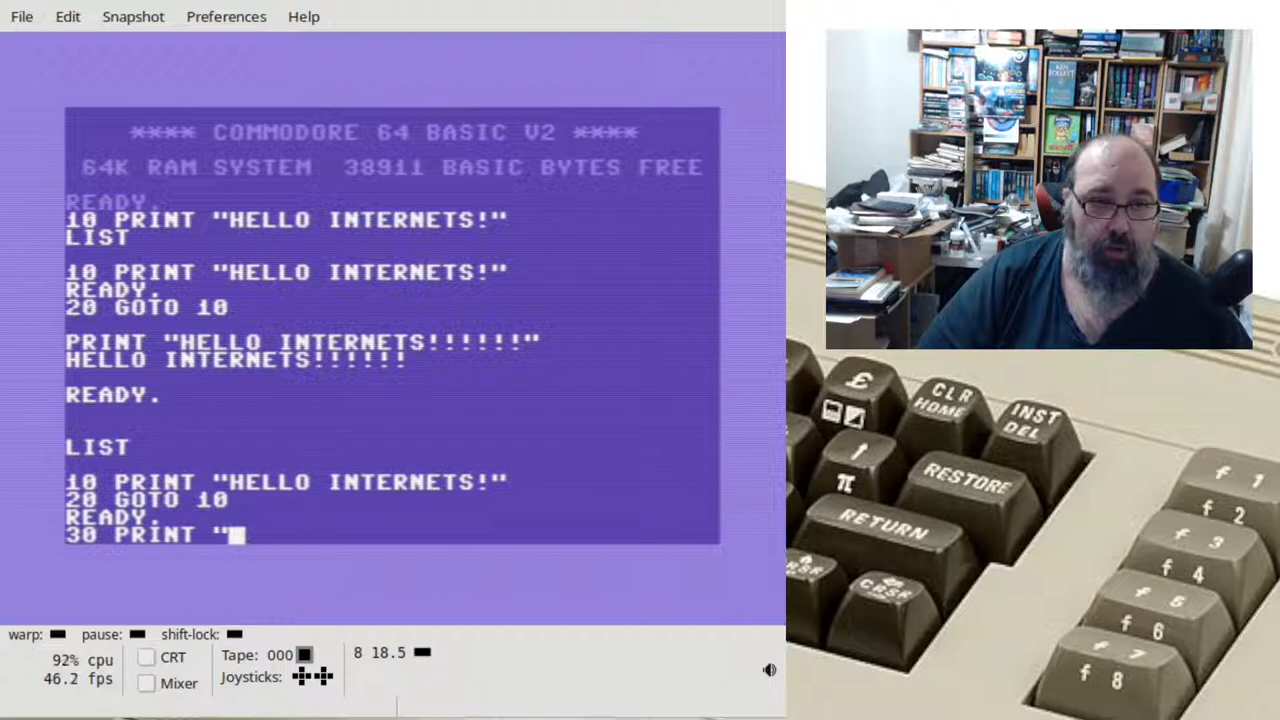 File Edit Snapshot Preferences Help
**** COMMODORE 64 BASIC V2 ****
64K RAM SYSTEM 38911 BASIC BYTES FREE
READY.
10 PRINT "HELLO INTERNETS!"
LIST
10 PRINT "HELLO INTERNETS!"
READY.
20 GOTO 10
PRINT "HELLO INTERNETS!!!!!!"
HELLO INTERNETS!!!!!!
READY.
LIST
10 PRINT "HELLO INTERNETS!"
20 GOTO 10
READY.
30 PRINT "
warp: pause: shift-lock:
92% cpu
46.2 fps
CRT
Mixer
Tape: 000
Joysticks:
8 18.5
KEN
FOLLETT
£
CLR
HOME
INST
DEL
↑
π
RESTORE
RETURN
CRSR
CRSR
f 1
f 2
f 3
f 4
f 5
f 6
f 7
f 8